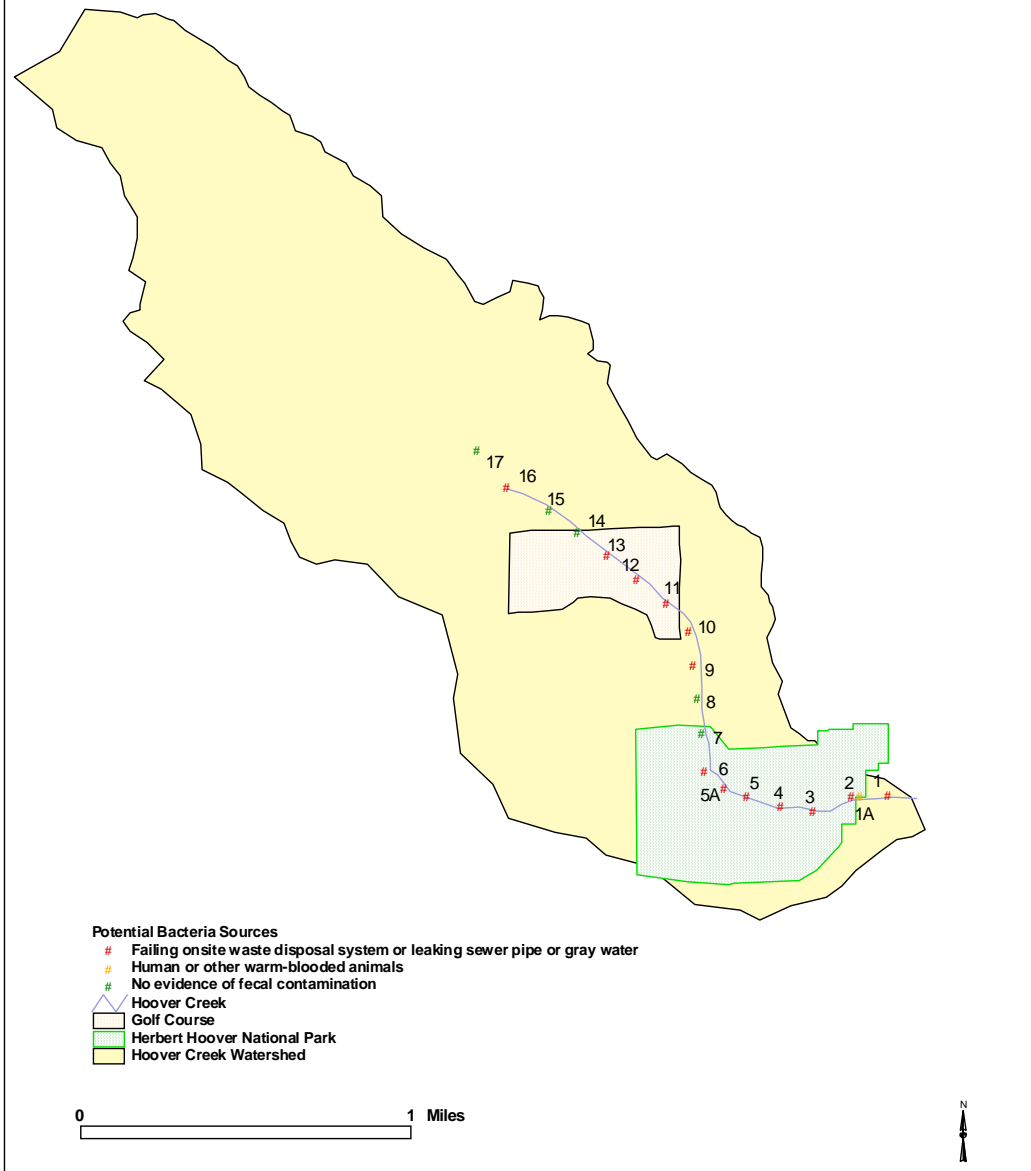 17
16
15
14
13
12
11
10
9
8
7
6
5A
5
4
3
2
1
1A
Potential Bacteria Sources
# Failing onsite waste disposal system or leaking sewer pipe or gray water
# Human or other warm-blooded animals
# No evidence of fecal contamination
Hoover Creek
Golf Course
Herbert Hoover National Park
Hoover Creek Watershed
0 1 Miles
N